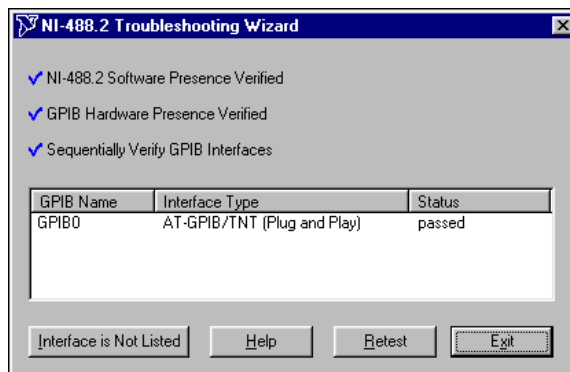 NI-488.2 Troubleshooting Wizard
NI-488.2 Software Presence Verified
GPIB Hardware Presence Verified
Sequentially Verify GPIB Interfaces
GPIB Name Interface Type Status
GPIB0 AT-GPIB/TNT (Plug and Play) passed
Interface is Not Listed Help Retest Exit